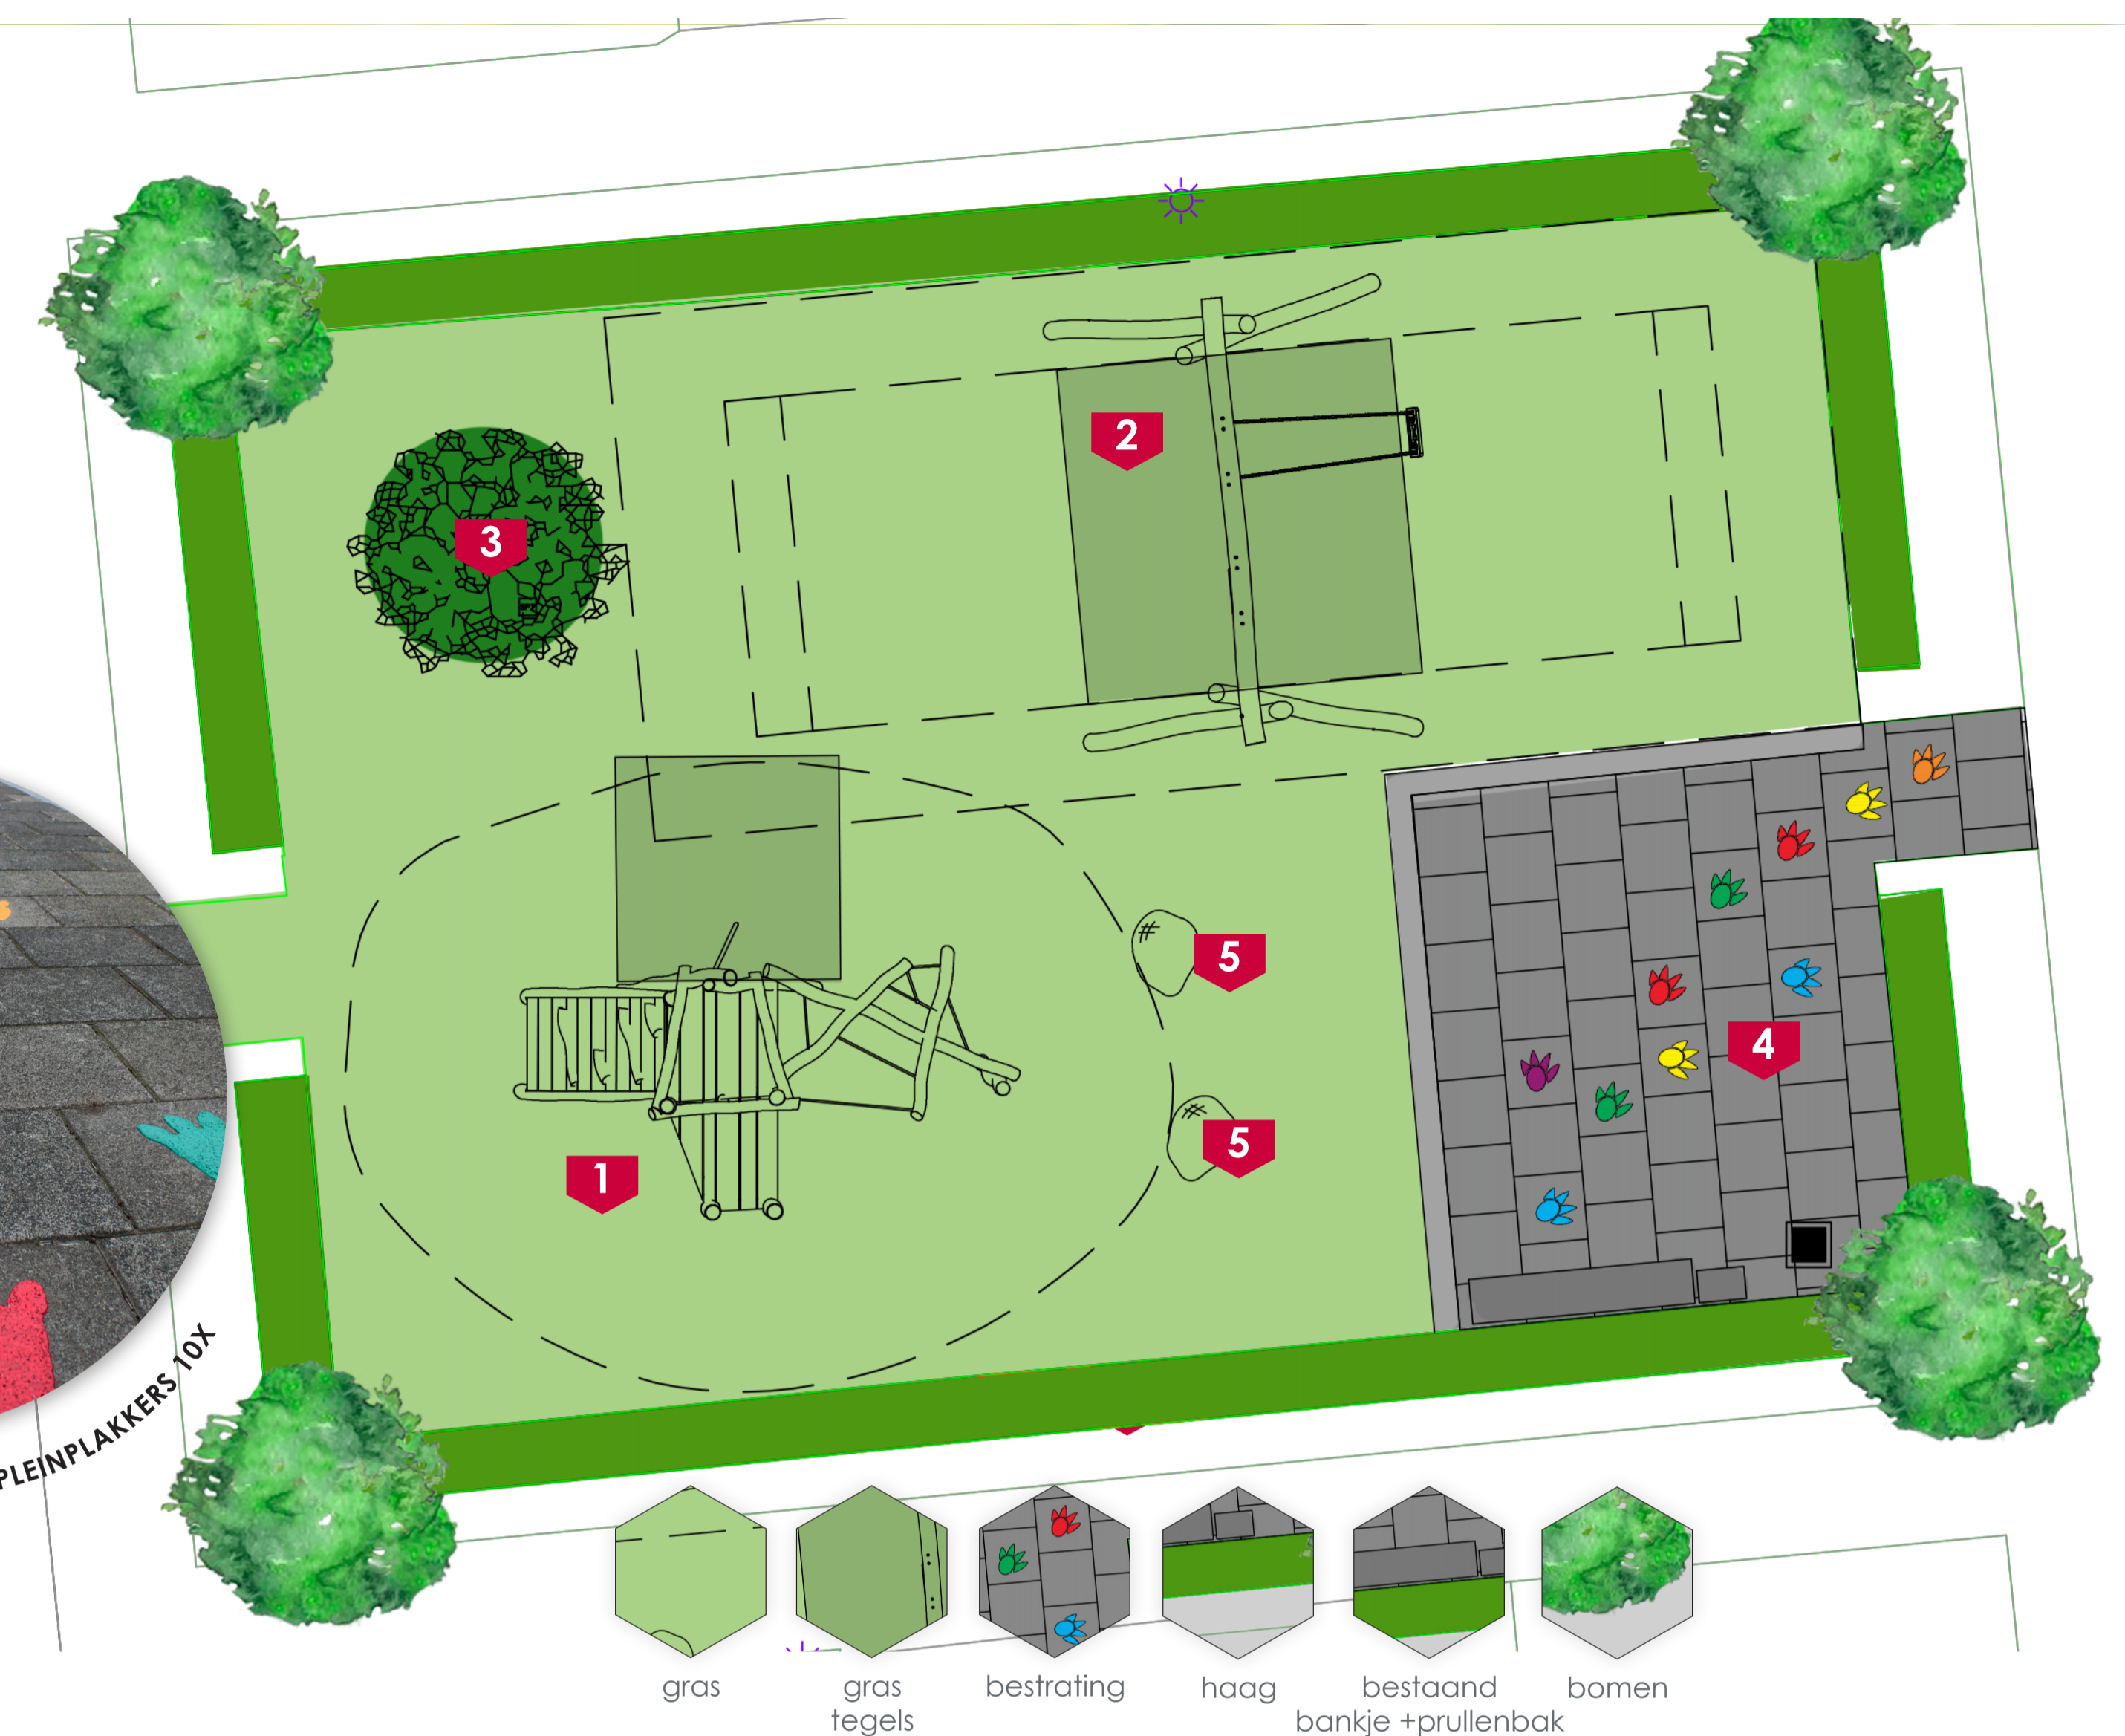 2
3
5
4
5
1
PLEINPLAKKERS 10X
gras
gras
tegels
bestrating
haag
bestaand
bankje +prullenbak
bomen